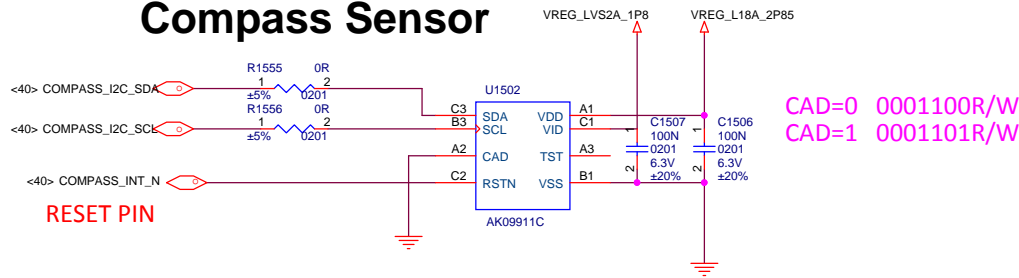 Compass Sensor
VREG_LVS2A_1P8
VREG_L18A_2P85
R1555 0R
<40> COMPASS_I2C_SDA
1 2
±5% 0201
R1556 0R
<40> COMPASS_I2C_SCL
1 2
±5% 0201
<40> COMPASS_INT_N
RESET PIN
U1502
C3 SDA
B3 SCL
A2 CAD
C2 RSTN
VDD A1
VID C1
TST A3
VSS B1
AK09911C
1
2
C1507
100N
0201
6.3V
±20%
1
2
C1506
100N
0201
6.3V
±20%
CAD=0 0001100R/W
CAD=1 0001101R/W